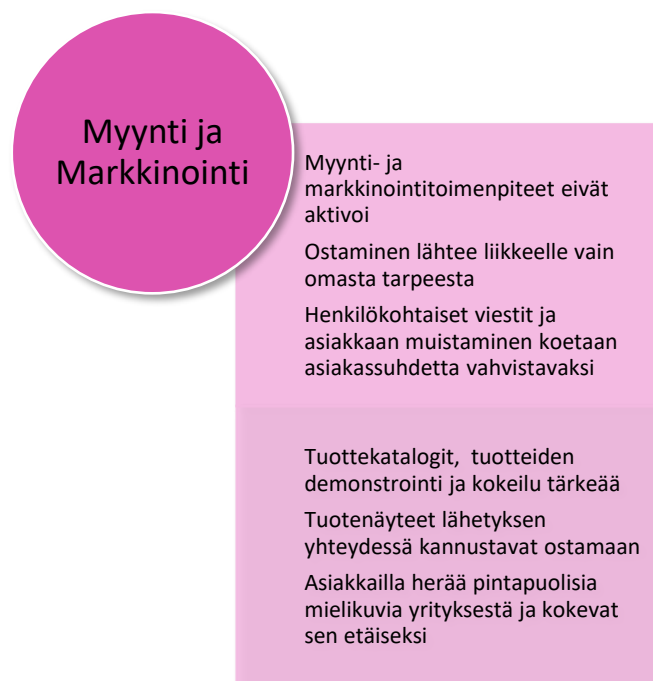 Myynti ja
Markkinointi
Myynti- ja
markkinointitoimenpiteet eivät
aktivoi
Ostaminen lähtee liikkeelle vain
omasta tarpeesta
Henkilökohtaiset viestit ja
asiakkaan muistaminen koetaan
asiakassuhdetta vahvistavaksi
Tuottekatalogit, tuotteiden
demonstrointi ja kokeilu tärkeää
Tuotenäyteet lähetyksen
yhteydessä kannustavat ostamaan
Asiakkailla herää pintapuolisia
mielikuvia yrityksestä ja kokevat
sen etäiseksi